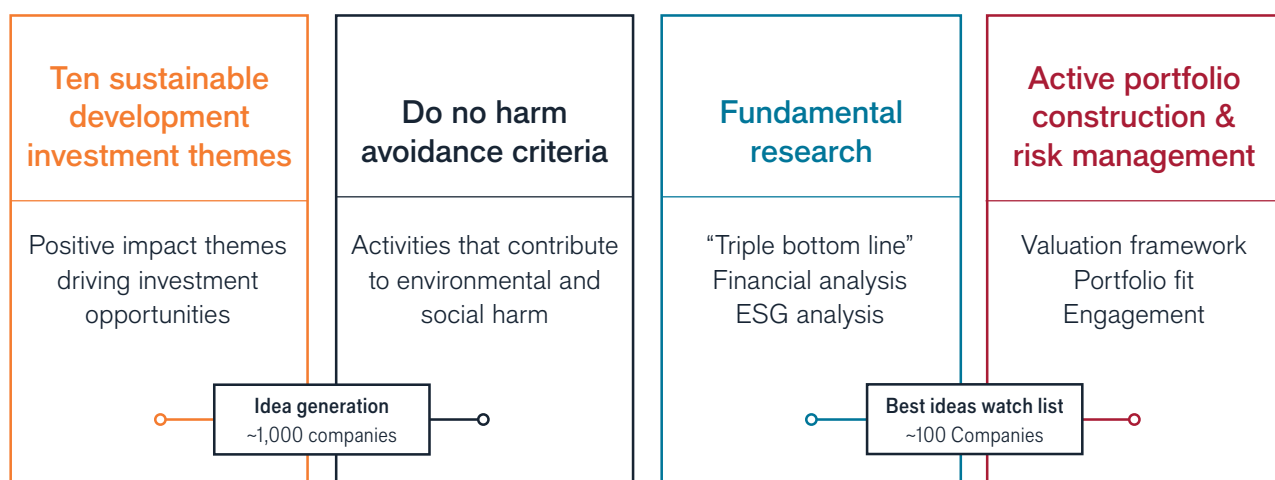 Ten sustainable
development
investment themes
Positive impact themes
driving investment
opportunities
Do no harm
avoidance criteria
Activities that contribute
to environmental and
social harm
Idea generation
~1,000 companies
Fundamental
research
“Triple bottom line”
Financial analysis
ESG analysis
Active portfolio
construction &
risk management
Valuation framework
Portfolio fit
Engagement
Best ideas watch list
~100 Companies